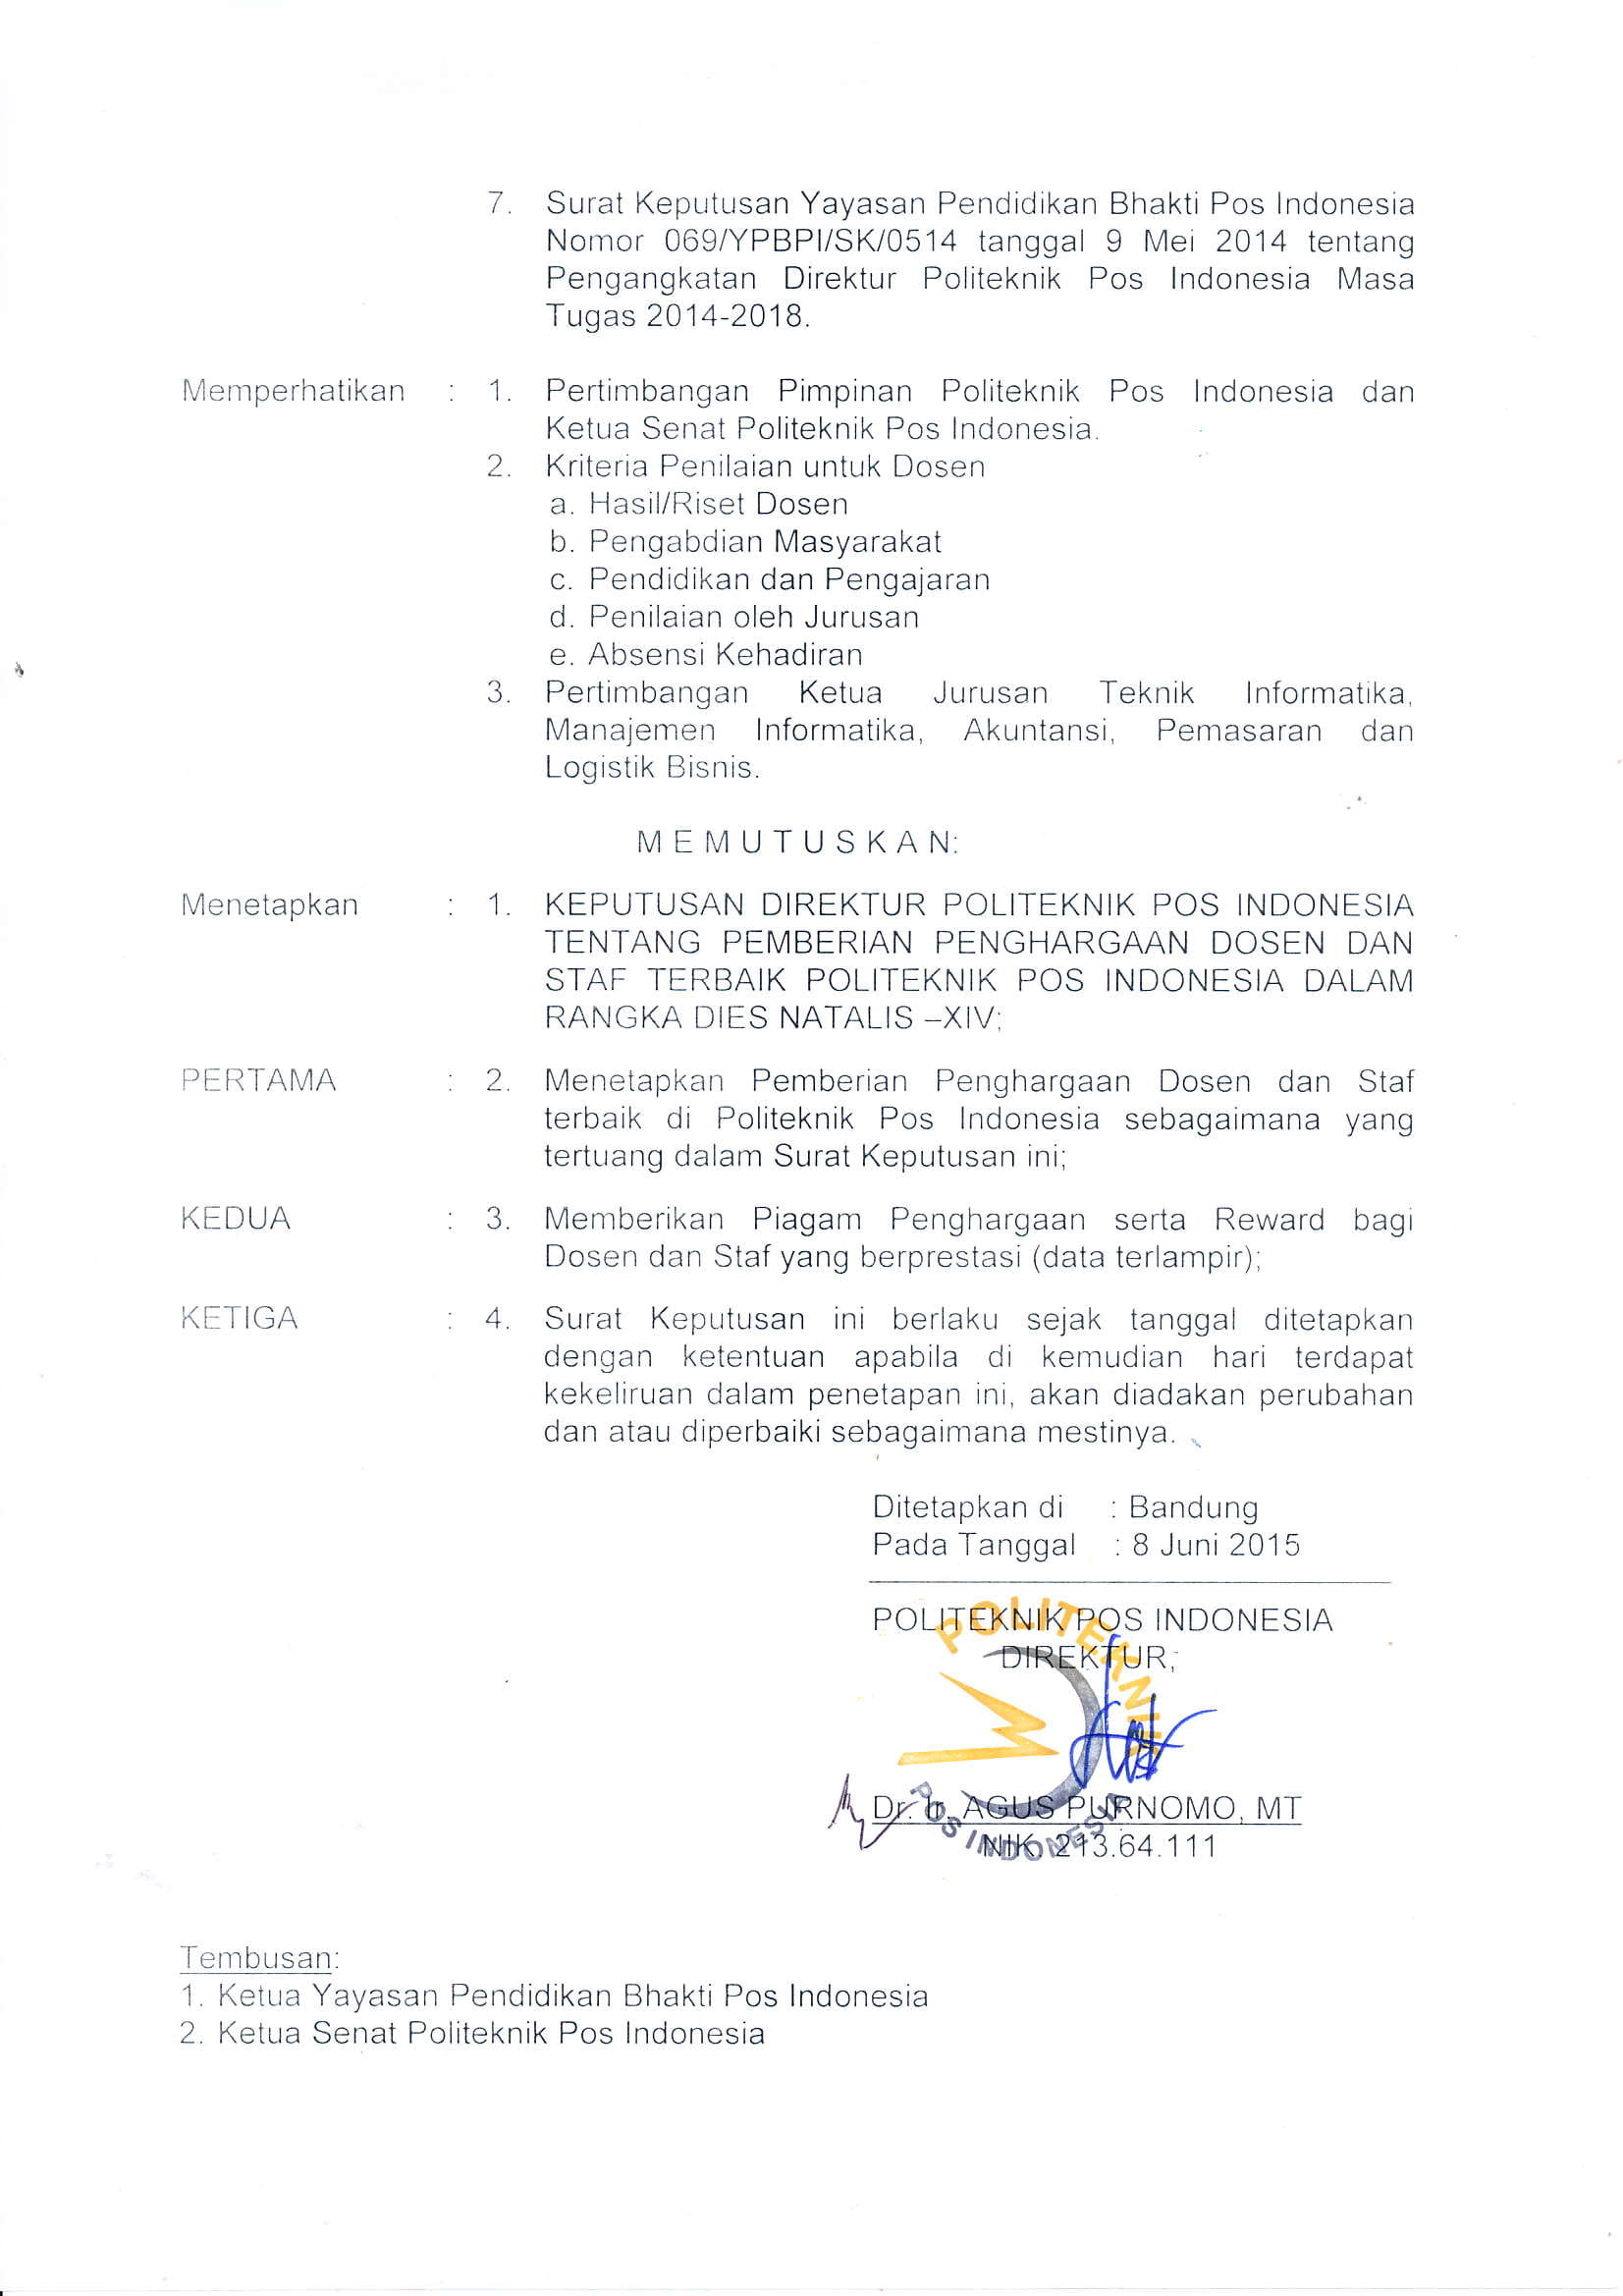 7. Surat Keputusan Yayasan Pendidikan Bhakti Pos Indonesia
Nomor 069/YPBPI/SK/0514 tanggal 9 Mei 2014 tentang
Pengangkatan Direktur Politeknik Pos Indonesia Masa
Tugas 2014-2018.
Memperhatikan : 1. Pertimbangan Pimpinan Politeknik Pos Indonesia dan
Ketua Senat Politeknik Pos Indonesia.
2. Kriteria Penilaian untuk Dosen
a. Hasil/Riset Dosen
b. Pengabdian Masyarakat
c. Pendidikan dan Pengajaran
d. Penilaian oleh Jurusan
e. Absensi Kehadiran
3. Pertimbangan Ketua Jurusan Teknik Informatika,
Manajemen Informatika, Akuntansi, Pemasaran dan
Logistik Bisnis.
M E M U T U S K A N:
Menetapkan : 1. KEPUTUSAN DIREKTUR POLITEKNIK POS INDONESIA
TENTANG PEMBERIAN PENGHARGAAN DOSEN DAN
STAF TERBAIK POLITEKNIK POS INDONESIA DALAM
RANGKA DIES NATALIS –XIV;
PERTAMA : 2. Menetapkan Pemberian Penghargaan Dosen dan Staf
terbaik di Politeknik Pos Indonesia sebagaimana yang
tertuang dalam Surat Keputusan ini;
KEDUA : 3. Memberikan Piagam Penghargaan serta Reward bagi
Dosen dan Staf yang berprestasi (data terlampir);
KETIGA : 4. Surat Keputusan ini berlaku sejak tanggal ditetapkan
dengan ketentuan apabila di kemudian hari terdapat
kekeliruan dalam penetapan ini, akan diadakan perubahan
dan atau diperbaiki sebagaimana mestinya.
Ditetapkan di : Bandung
Pada Tanggal : 8 Juni 2015
POLITEKNIK POS INDONESIA
DIREKTUR,
POLITEKNIK
POS INDONESIA
Dr. Ir. AGUS PURNOMO, MT
NIK. 213.64.111
Tembusan:
1. Ketua Yayasan Pendidikan Bhakti Pos Indonesia
2. Ketua Senat Politeknik Pos Indonesia